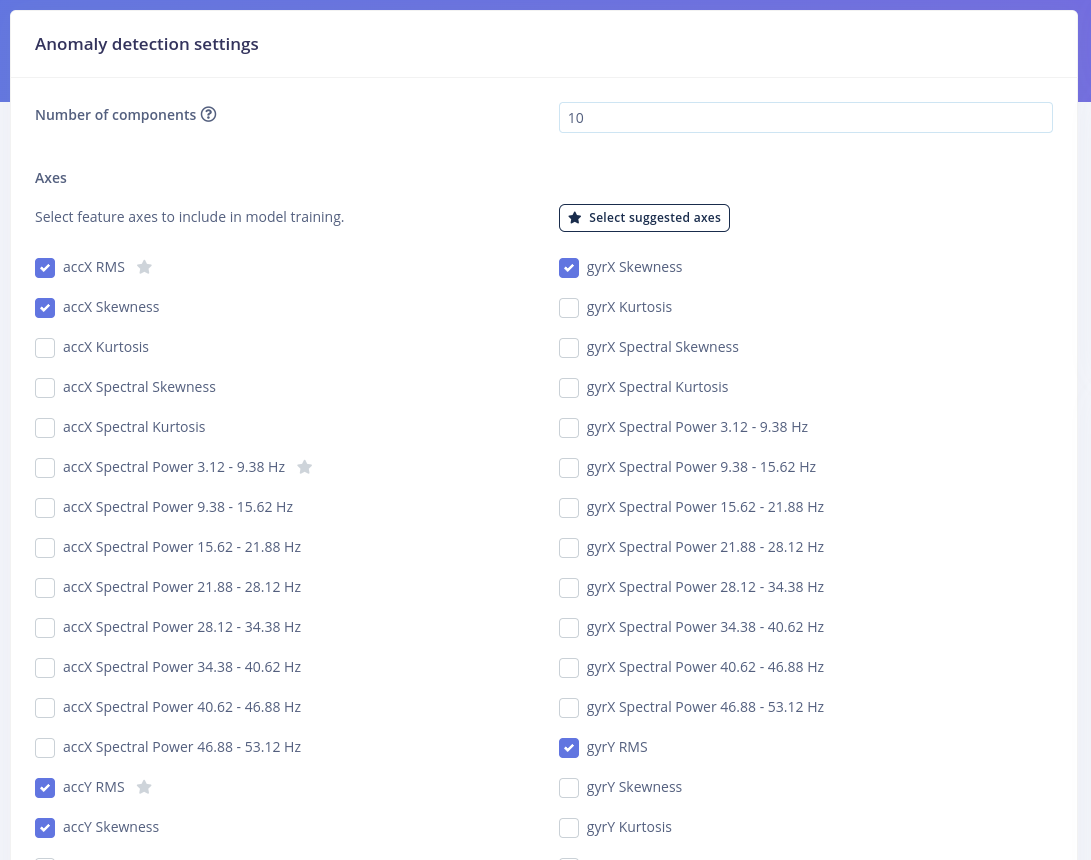 Anomaly detection settings
Number of components
10
Axes
Select feature axes to include in model training.
Select suggested axes
accX RMS
accX Skewness
accX Kurtosis
accX Spectral Skewness
accX Spectral Kurtosis
accX Spectral Power 3.12 - 9.38 Hz
accX Spectral Power 9.38 - 15.62 Hz
accX Spectral Power 15.62 - 21.88 Hz
accX Spectral Power 21.88 - 28.12 Hz
accX Spectral Power 28.12 - 34.38 Hz
accX Spectral Power 34.38 - 40.62 Hz
accX Spectral Power 40.62 - 46.88 Hz
accX Spectral Power 46.88 - 53.12 Hz
accY RMS
accY Skewness
gyrX Skewness
gyrX Kurtosis
gyrX Spectral Skewness
gyrX Spectral Kurtosis
gyrX Spectral Power 3.12 - 9.38 Hz
gyrX Spectral Power 9.38 - 15.62 Hz
gyrX Spectral Power 15.62 - 21.88 Hz
gyrX Spectral Power 21.88 - 28.12 Hz
gyrX Spectral Power 28.12 - 34.38 Hz
gyrX Spectral Power 34.38 - 40.62 Hz
gyrX Spectral Power 40.62 - 46.88 Hz
gyrX Spectral Power 46.88 - 53.12 Hz
gyrY RMS
gyrY Skewness
gyrY Kurtosis